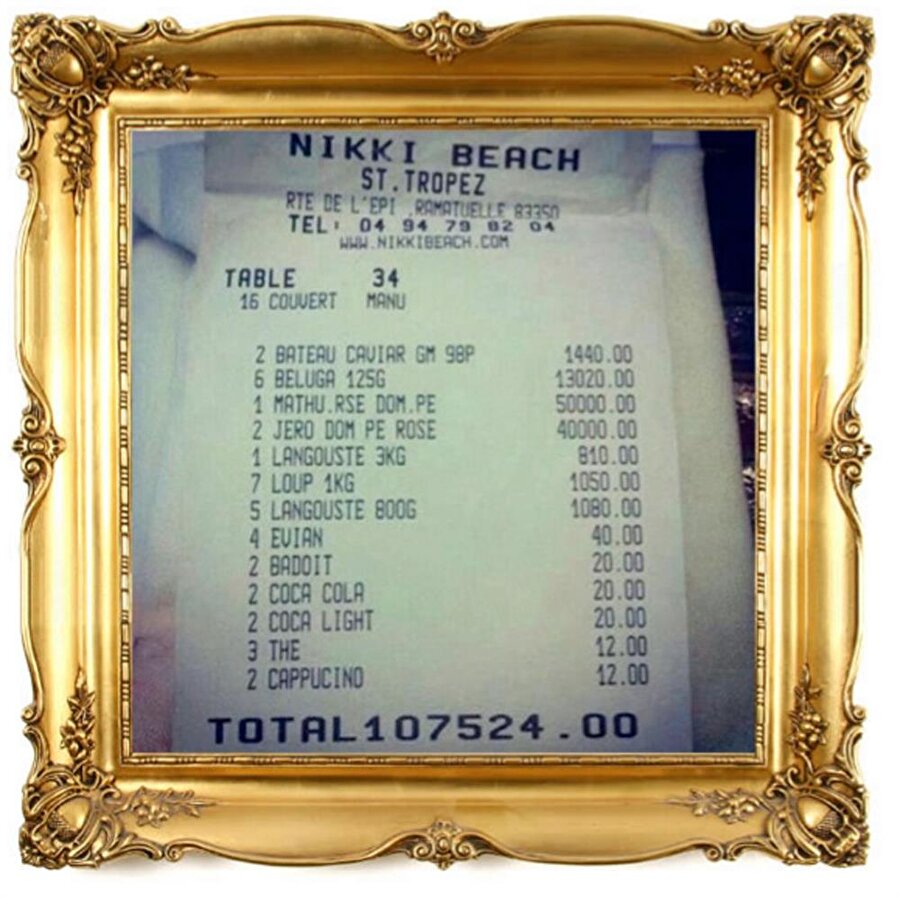 NIKKI BEACH
ST.TROPEZ
RTE DE L'EPI ,RAMATUELLE 83350
TEL: 04 94 79 82 04
WWW.NIKKIBEACH.COM
TABLE 34
16 COUVERT MANU
2 BATEAU CAVIAR GM 98P 1440.00
6 BELUGA 125G 13020.00
1 MATHU.RSE DOM.PE 50000.00
2 JERO DOM PE ROSE 40000.00
1 LANGOUSTE 3KG 810.00
7 LOUP 1KG 1050.00
5 LANGOUSTE 800G 1080.00
4 EVIAN 40.00
2 BADOIT 20.00
2 COCA COLA 20.00
2 COCA LIGHT 20.00
3 THE 12.00
2 CAPPUCINO 12.00
TOTAL107524.00